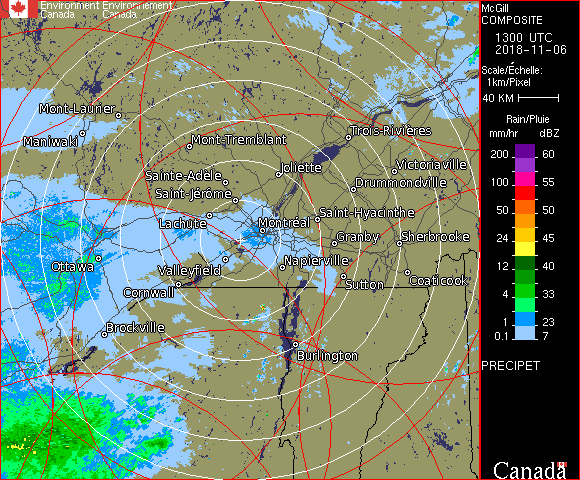 Environment Environnement
Canada Canada
McGill
COMPOSITE
1300 UTC
2018-11-06
Scale/Échelle:
1km/Pixel
40 KM
Rain/Pluie
mm/hr dBZ
200 60
100 55
50 50
24 45
12 40
4 33
1 23
0.1 7
PRECIPET
Canada
Mont-Laurier
Maniwaki
Mont-Tremblant
Trois-Rivières
Joliette
Victoriaville
Sainte-Adèle
Drummondville
Saint-Jérôme
Lachute
Montréal
Saint-Hyacinthe
Granby
Sherbrooke
Ottawa
Valleyfield
Napierville
Cornwall
Sutton
Coaticook
Brockville
Burlington